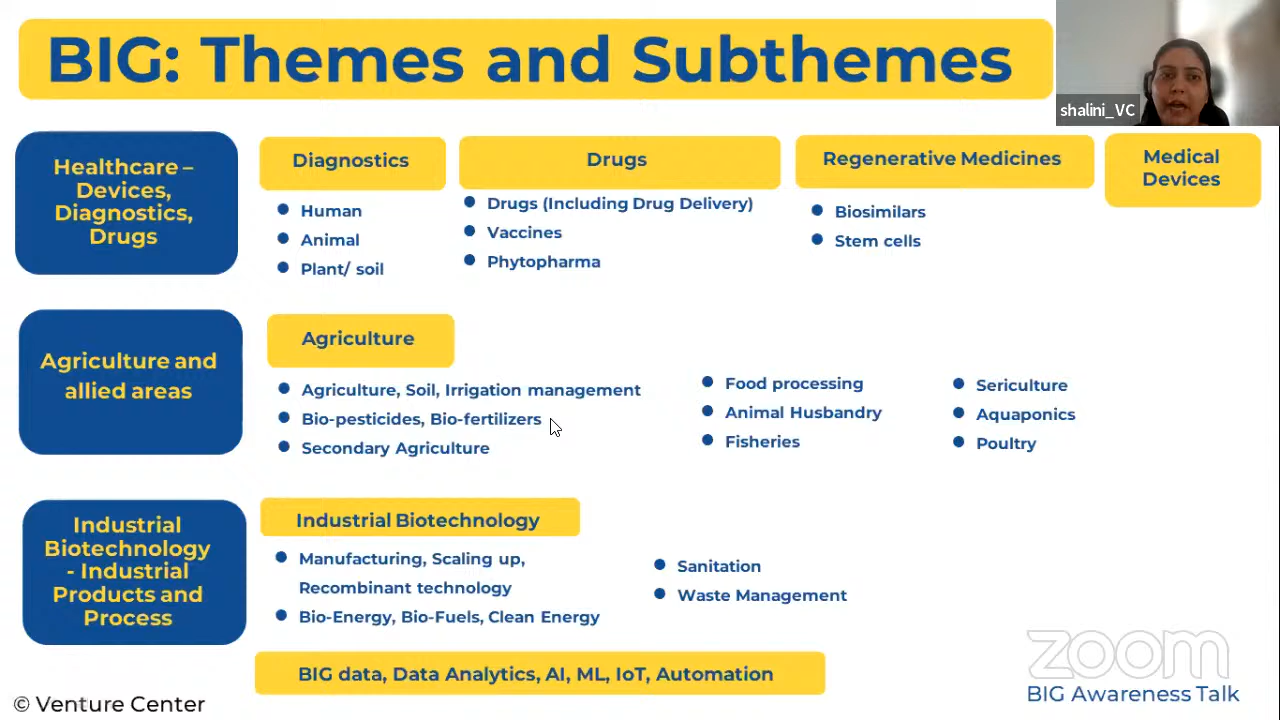 BIG: Themes and Subthemes
shalini_VC
Healthcare –
Devices,
Diagnostics,
Drugs
Diagnostics
Human
Animal
Plant/ soil
Drugs
Drugs (Including Drug Delivery)
Vaccines
Phytopharma
Regenerative Medicines
Biosimilars
Stem cells
Medical
Devices
Agriculture and
allied areas
Agriculture
Agriculture, Soil, Irrigation management
Bio-pesticides, Bio-fertilizers
Secondary Agriculture
Food processing
Animal Husbandry
Fisheries
Sericulture
Aquaponics
Poultry
Industrial
Biotechnology
- Industrial
Products and
Process
Industrial Biotechnology
Manufacturing, Scaling up,
Recombinant technology
Bio-Energy, Bio-Fuels, Clean Energy
Sanitation
Waste Management
BIG data, Data Analytics, AI, ML, IoT, Automation
zoom
BIG Awareness Talk
© Venture Center